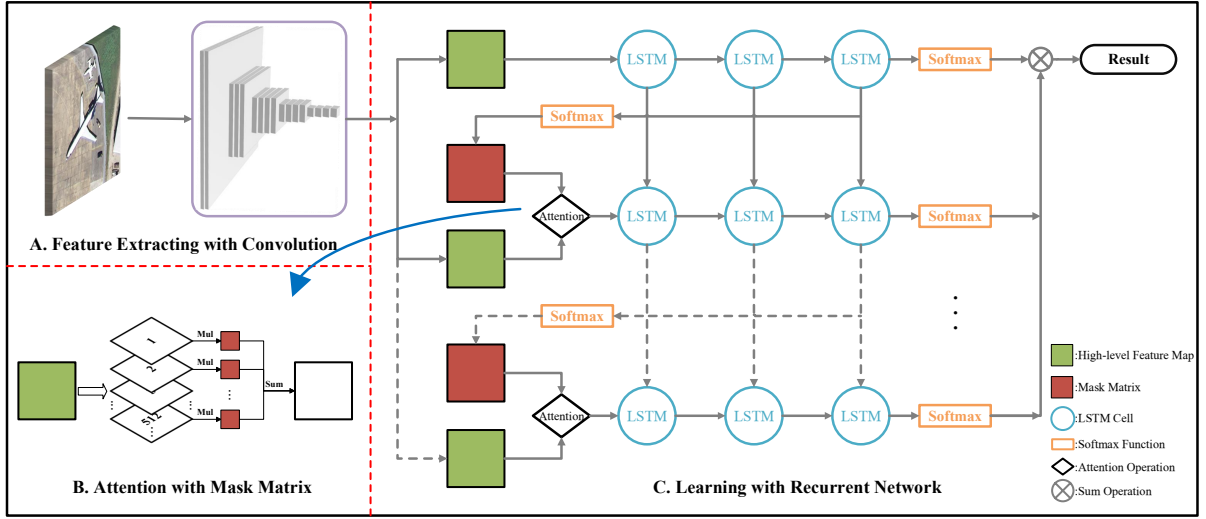 LSTM LSTM LSTM Softmax Result
Softmax
Attention LSTM LSTM LSTM Softmax
A. Feature Extracting with Convolution
Softmax
Attention LSTM LSTM LSTM Softmax
1 Mul
2 Mul
Sum
512 Mul
B. Attention with Mask Matrix
C. Learning with Recurrent Network
:High-level Feature Map
:Mask Matrix
:LSTM Cell
:Softmax Function
:Attention Operation
:Sum Operation